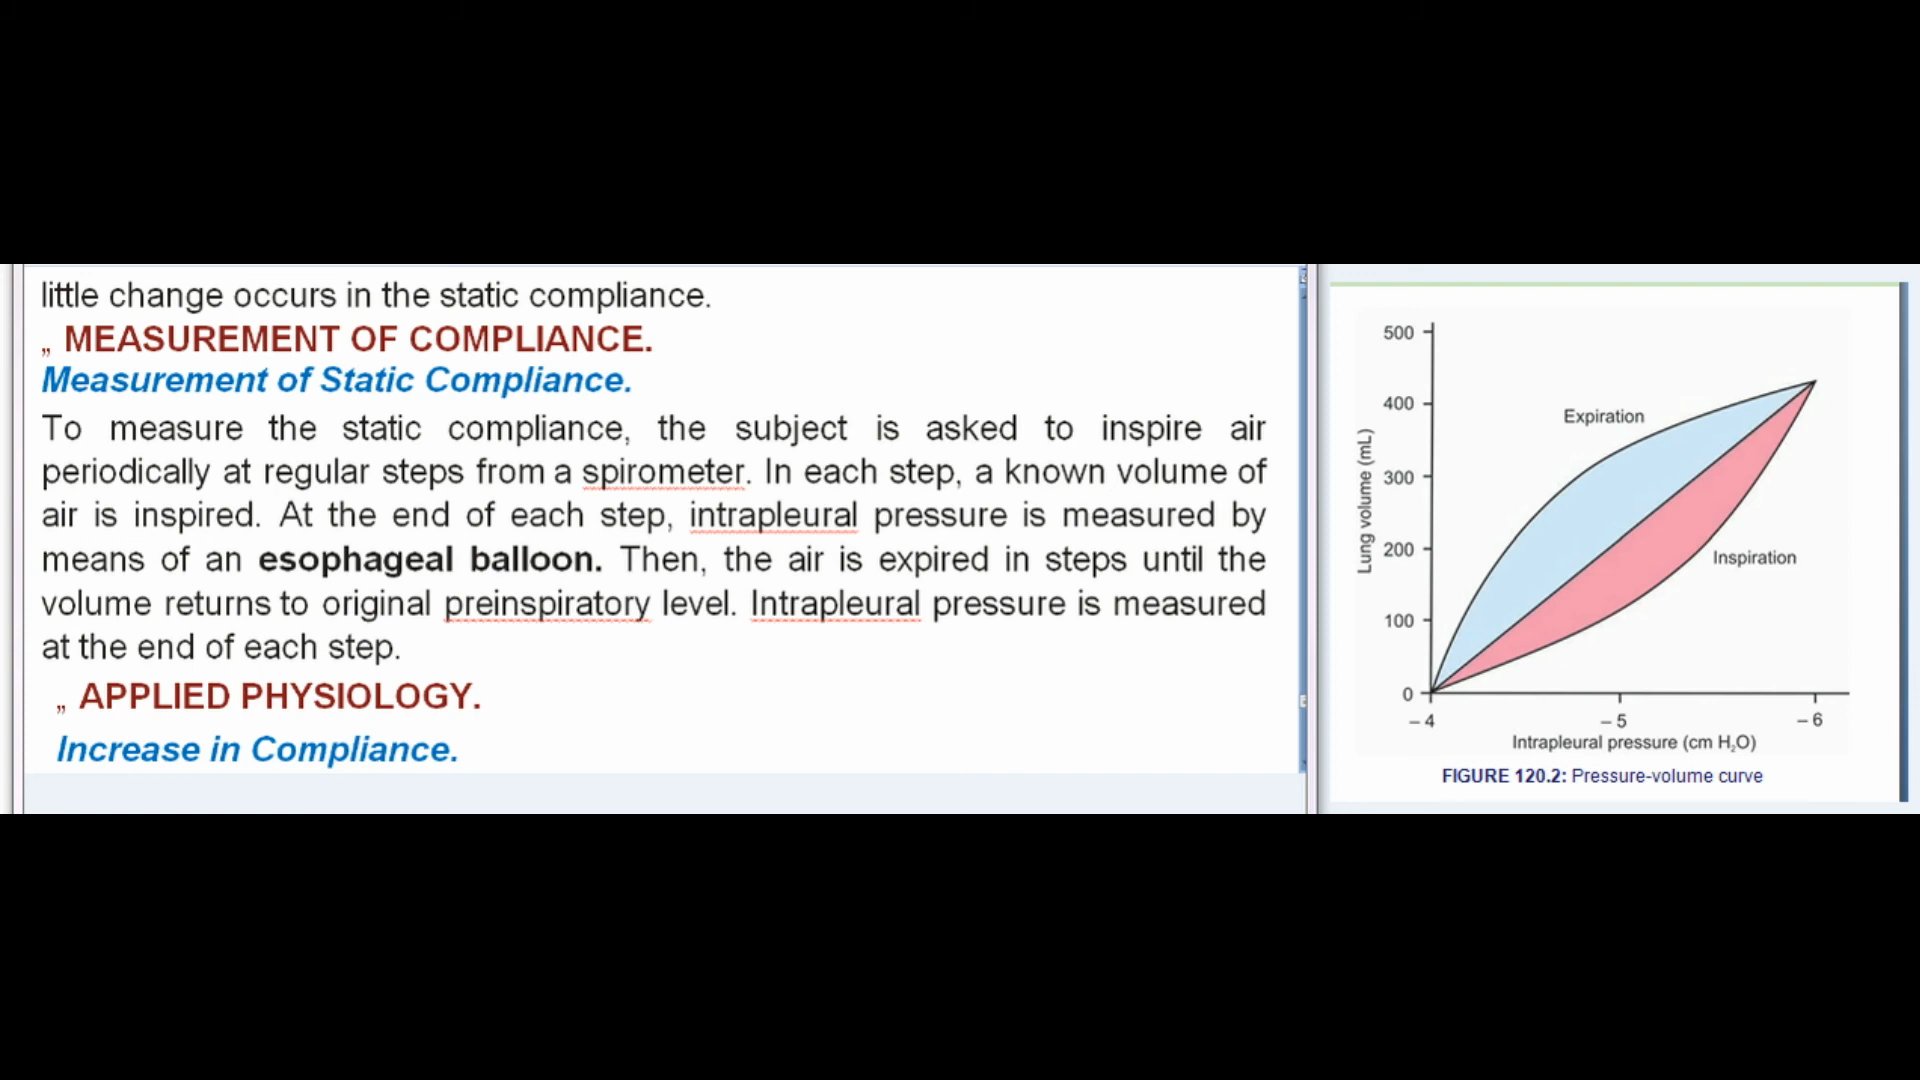 little change occurs in the static compliance.
„ MEASUREMENT OF COMPLIANCE.
Measurement of Static Compliance.
To measure the static compliance, the subject is asked to inspire air
periodically at regular steps from a spirometer. In each step, a known volume of
air is inspired. At the end of each step, intrapleural pressure is measured by
means of an esophageal balloon. Then, the air is expired in steps until the
volume returns to original preinspiratory level. Intrapleural pressure is measured
at the end of each step.
„ APPLIED PHYSIOLOGY.
Increase in Compliance.
500
400
300
200
100
0
Lung volume (mL)
Expiration
Inspiration
– 4
– 5
– 6
Intrapleural pressure (cm H₂O)
FIGURE 120.2: Pressure-volume curve